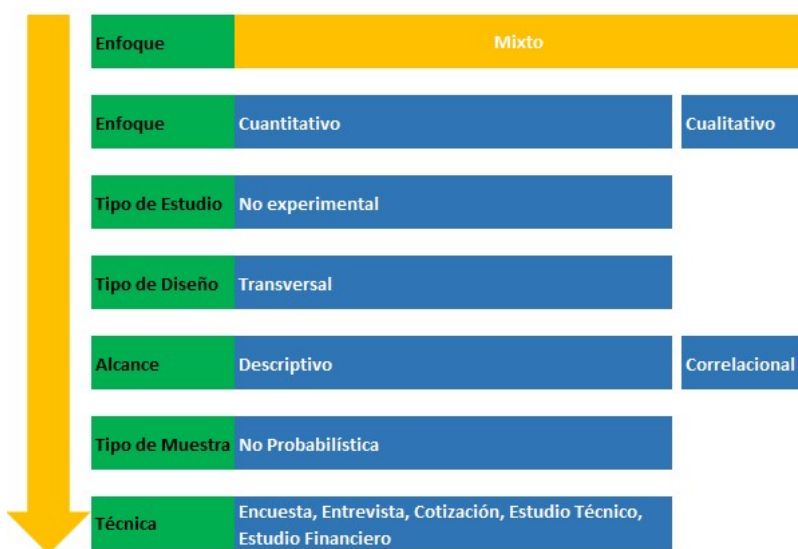 Enfoque Mixto
Enfoque Cuantitativo Cualitativo
Tipo de Estudio No experimental
Tipo de Diseño Transversal
Alcance Descriptivo Correlacional
Tipo de Muestra No Probabilística
Técnica Encuesta, Entrevista, Cotización, Estudio Técnico,
Estudio Financiero